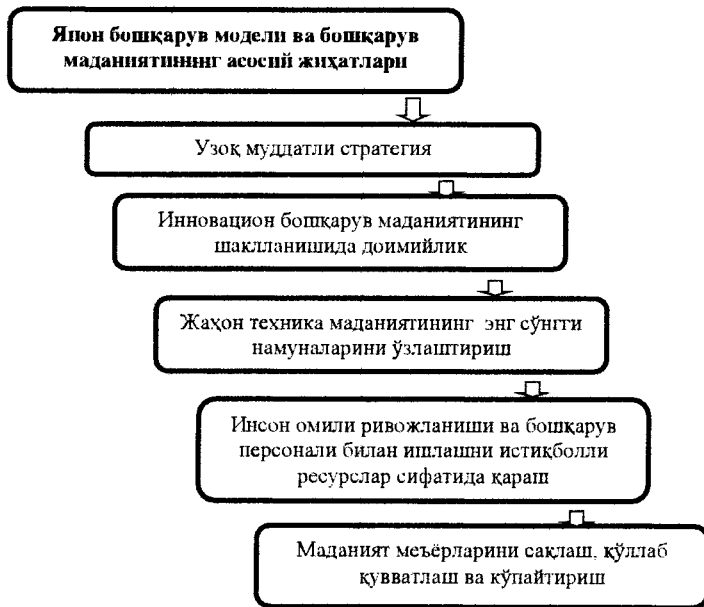 Япон бошқарув модели ва бошқарув
маданиятининг асосий жиҳатлари
Узоқ муддатли стратегия
Инновацион бошқарув маданиятининг
шаклланишида доимийлик
Жаҳон техника маданиятининг энг сўнгти
намуналарини ўзлаштириш
Инсон омили ривожланиши ва бошқарув
персонали билан ишлашни истиқболли
ресурслар сифатида қараш
Маданият меъёрларини сақлаш, қўллаб
қувватлаш ва кўпайтириш